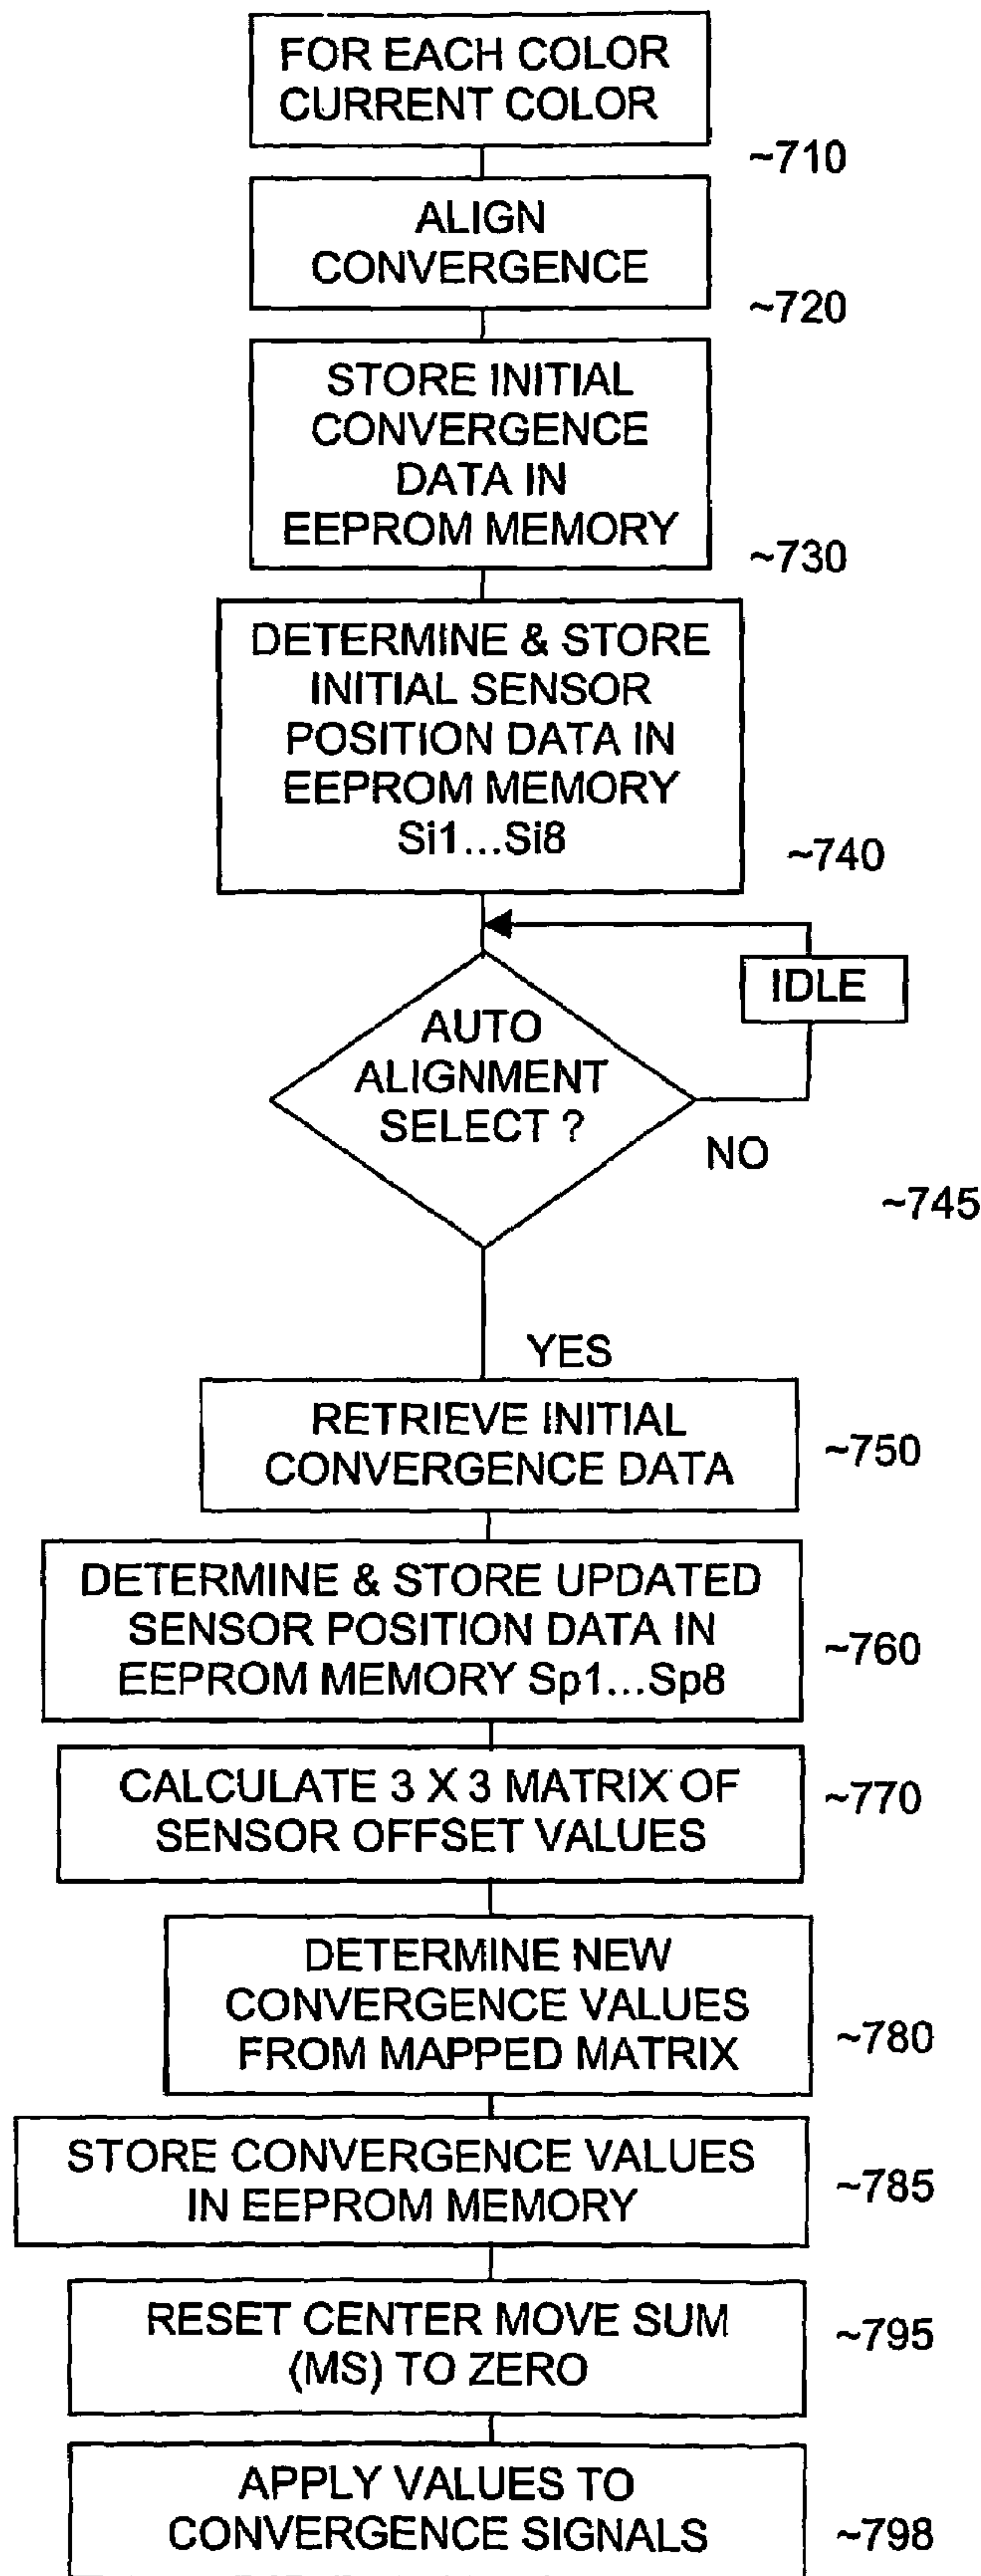 FOR EACH COLOR
CURRENT COLOR
~710
ALIGN
CONVERGENCE
~720
STORE INITIAL
CONVERGENCE
DATA IN
EEPROM MEMORY
~730
DETERMINE & STORE
INITIAL SENSOR
POSITION DATA IN
EEPROM MEMORY
Si1...Si8
~740
IDLE
AUTO
ALIGNMENT
SELECT ?
NO
~745
YES
RETRIEVE INITIAL
CONVERGENCE DATA
~750
DETERMINE & STORE UPDATED
SENSOR POSITION DATA IN
EEPROM MEMORY Sp1...Sp8
~760
CALCULATE 3 X 3 MATRIX OF
SENSOR OFFSET VALUES
~770
DETERMINE NEW
CONVERGENCE VALUES
FROM MAPPED MATRIX
~780
STORE CONVERGENCE VALUES
IN EEPROM MEMORY
~785
RESET CENTER MOVE SUM
(MS) TO ZERO
~795
APPLY VALUES TO
CONVERGENCE SIGNALS
~798